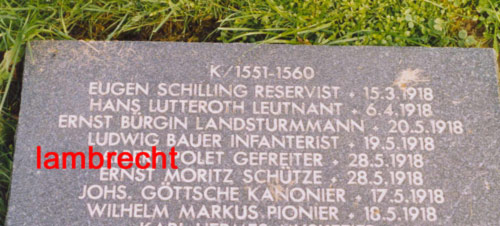 K/1551-1560
EUGEN SCHILLING RESERVIST + 15.3.1918
HANS LUTTEROTH LEUTNANT + 6.4.1918
ERNST BÜRGIN LANDSTURMMANN + 20.5.1918
LUDWIG BAUER INFANTERIST + 19.5.1918
lambrecht POLET GEFREITER + 28.5.1918
ERNST MORITZ SCHÜTZE + 28.5.1918
JOHS. GÖTTSCHE KANONIER + 17.5.1918
WILHELM MARKUS PIONIER + 18.5.1918